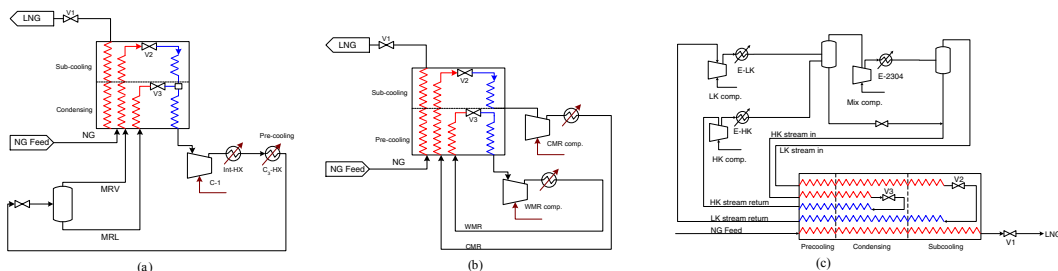 LNG
V1
V2
Sub-cooling
V3
Condensing
NG
NG Feed
Pre-cooling
C-1
Int-HX
C3-HX
MRV
MRL
(a)
LNG
V1
V2
Sub-cooling
V3
Pre-cooling
CMR comp.
NG
NG Feed
WMR comp.
WMR
CMR
(b)
E-LK
LK comp.
E-2304
Mix comp.
E-HK
HK comp.
HK stream in
LK stream in
V2
V3
HK stream return
LK stream return
NG Feed
LNG
V1
Precooling Condensing Subcooling
(c)